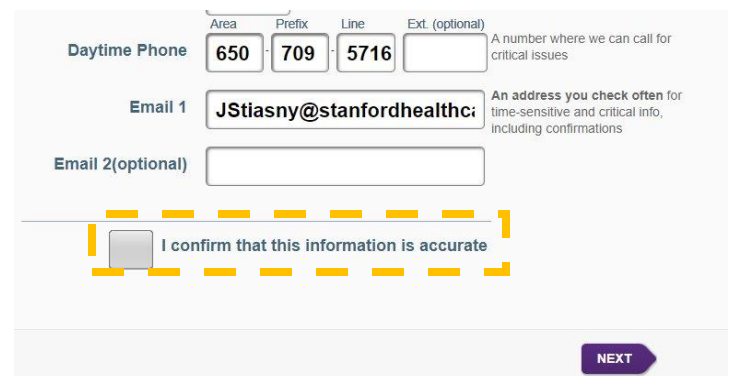 Area Prefix Line Ext. (optional)
Daytime Phone 650 - 709 - 5716 A number where we can call for
critical issues
Email 1 JStiasny@stanfordhealthca An address you check often for
time-sensitive and critical info,
including confirmations
Email 2(optional)
I confirm that this information is accurate
NEXT